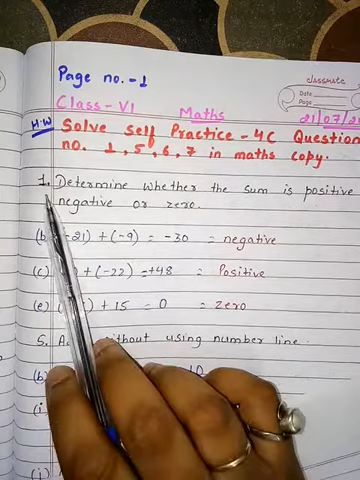 Page no.-1
classmate
Date
Page
Class-VI Maths 21/07/2
H.W Solve self Practice-4C Question
no. 1,5,6,7 in maths copy.
1. Determine whether the sum is positive
negative or zero.
(b) -21) + (-9) = -30 = negative
(c) + (-22) = +48 = Positive
(e) + 15 = 0 = zero
5. without using number line.
(b)